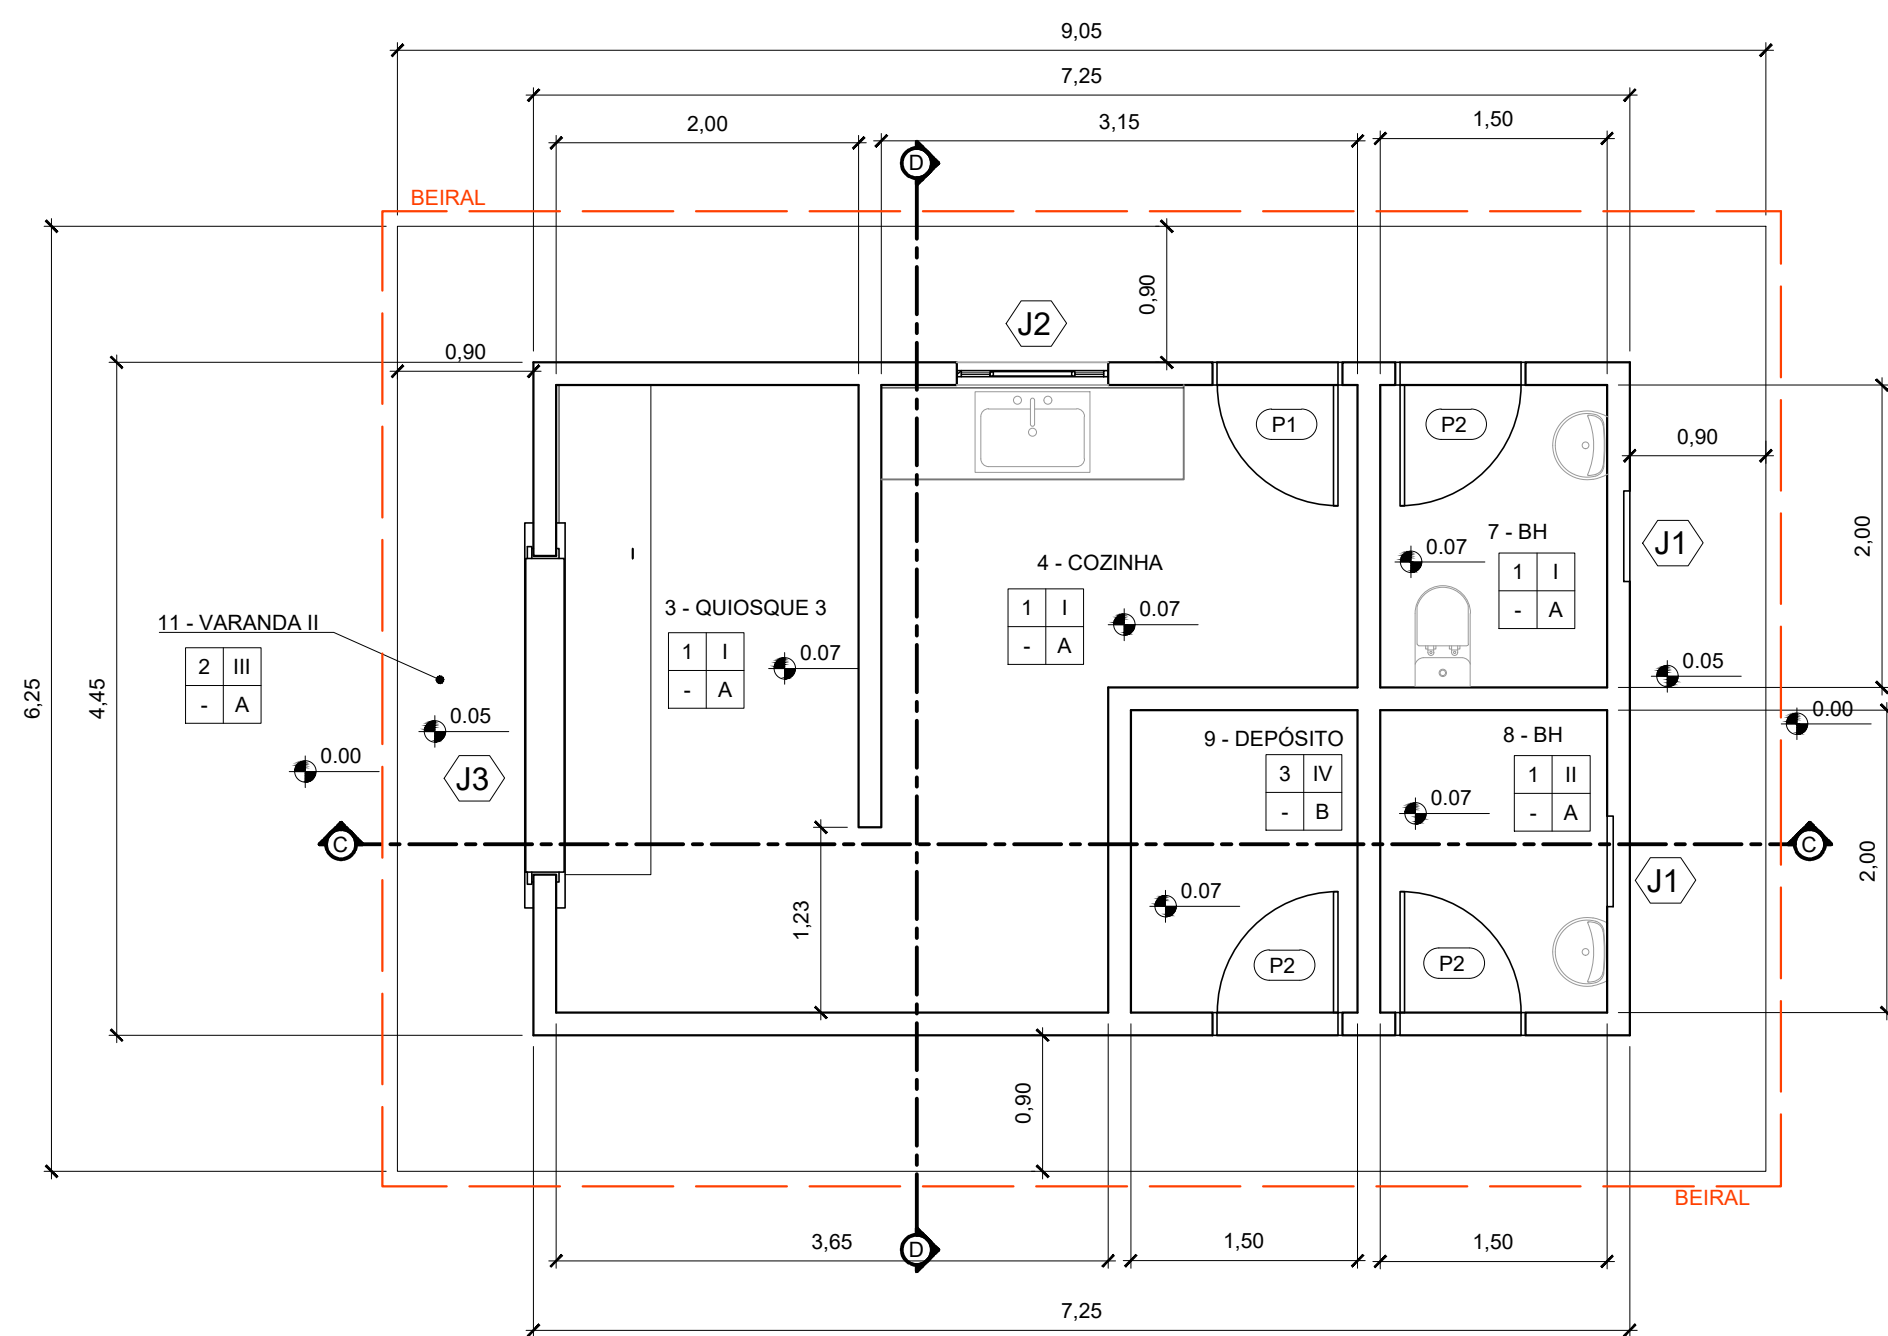 9,05
7,25
2,00
3,15
1,50
D
BEIRAL
0,90
J2
0,90
P1
P2
0,90
7 - BH
0.07
1 I
- A
J1
2,00
4 - COZINHA
1 I
- A
0.07
3 - QUIOSQUE 3
1 I
- A
0.07
11 - VARANDA II
2 III
- A
0.05
0.00
J3
6,25
4,45
0.05
0.00
9 - DEPÓSITO
3 IV
- B
8 - BH
1 II
- A
0.07
C
C
0.07
J1
2,00
1,23
P2
P2
0,90
BEIRAL
3,65
D
1,50
1,50
7,25